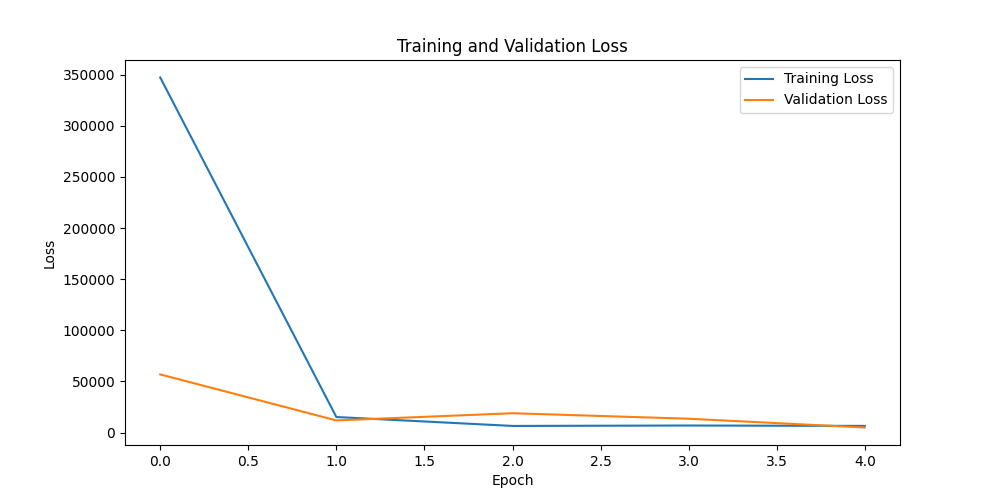 Training and Validation Loss
Training Loss
Validation Loss
350000
300000
250000
200000
150000
100000
50000
0
Loss
0.0 0.5 1.0 1.5 2.0 2.5 3.0 3.5 4.0
Epoch